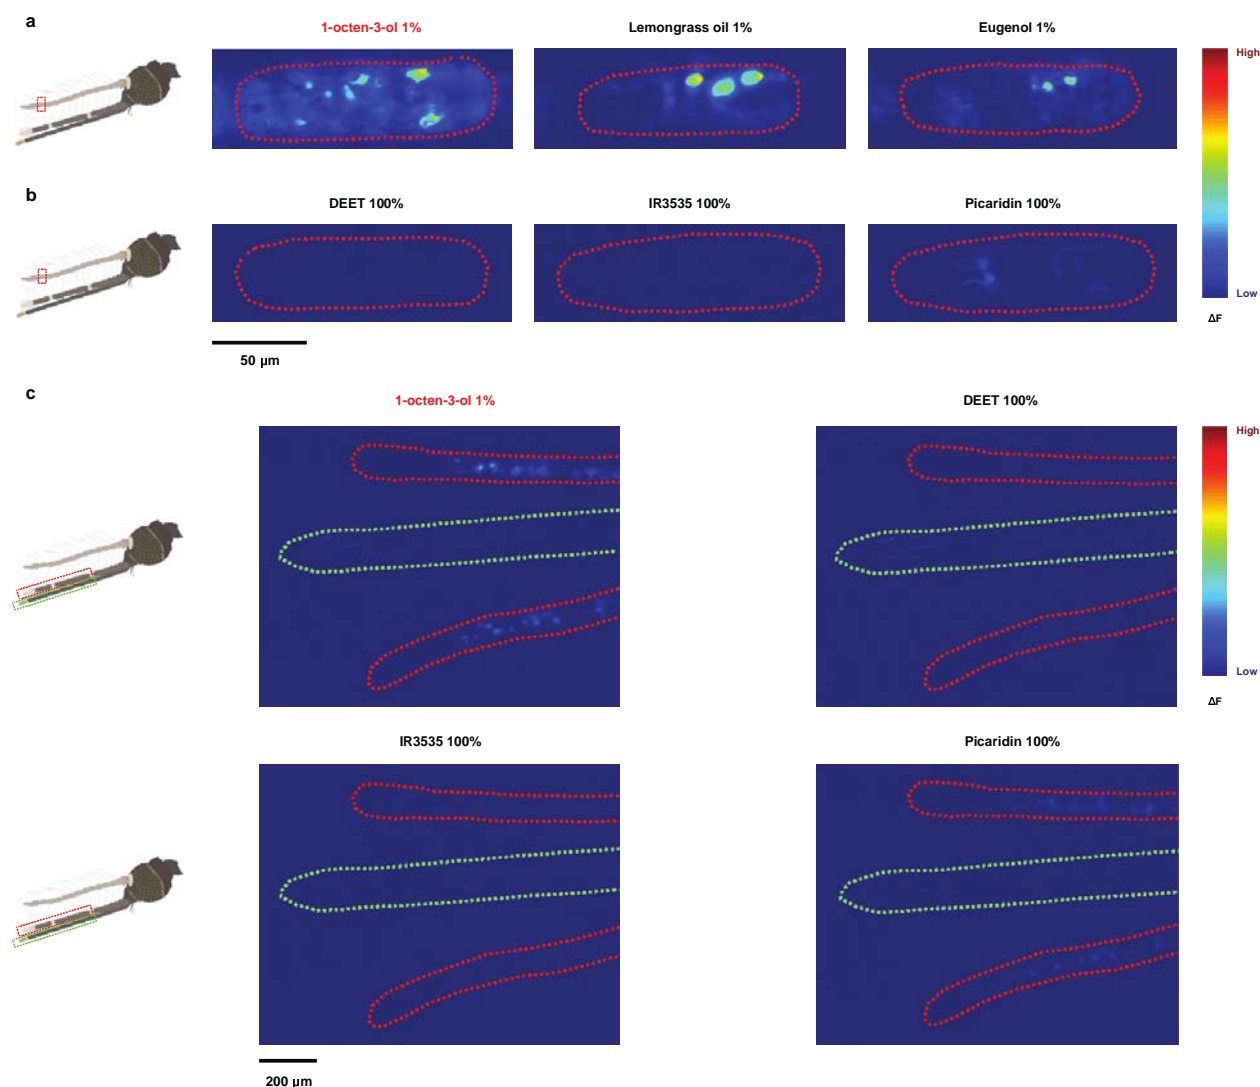 a
1-octen-3-ol 1%
Lemongrass oil 1%
Eugenol 1%
High
Low
ΔF
b
DEET 100%
IR3535 100%
Picaridin 100%
50 µm
c
1-octen-3-ol 1%
DEET 100%
High
Low
ΔF
IR3535 100%
Picaridin 100%
200 µm